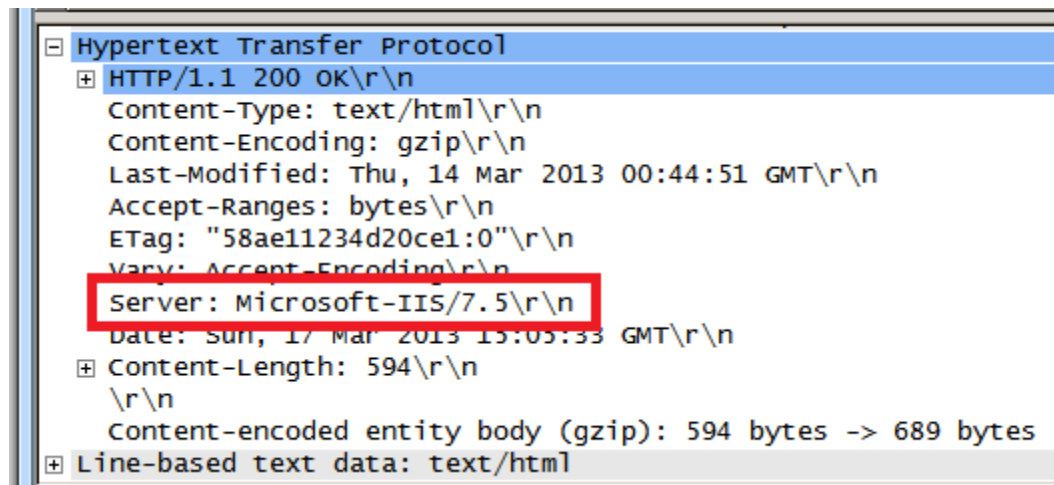 Hypertext Transfer Protocol
HTTP/1.1 200 OK\r\n
Content-Type: text/html\r\n
Content-Encoding: gzip\r\n
Last-Modified: Thu, 14 Mar 2013 00:44:51 GMT\r\n
Accept-Ranges: bytes\r\n
ETag: "58ae11234d20ce1:0"\r\n
Vary: Accept-Encoding\r\n
Server: Microsoft-IIS/7.5\r\n
Date: Sun, 17 Mar 2013 15:05:33 GMT\r\n
Content-Length: 594\r\n
\r\n
Content-encoded entity body (gzip): 594 bytes -> 689 bytes
Line-based text data: text/html